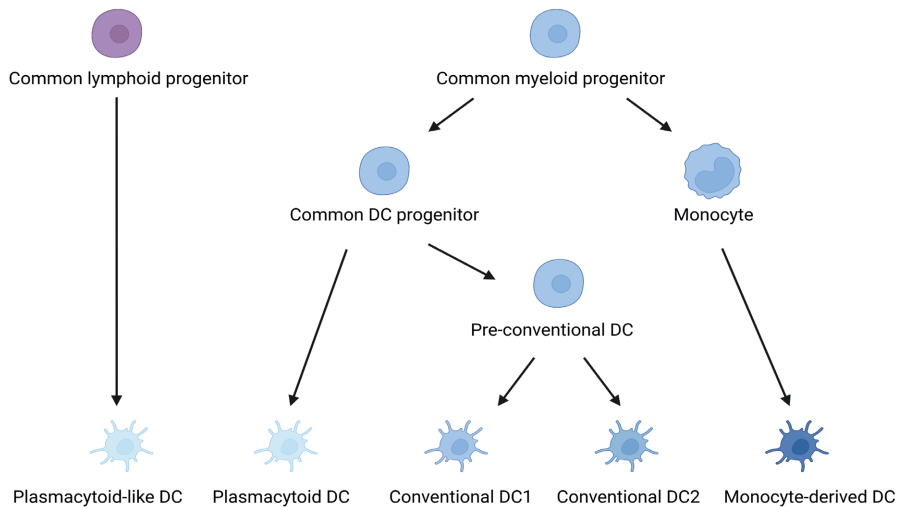 Common lymphoid progenitor
Common myeloid progenitor
Common DC progenitor
Monocyte
Pre-conventional DC
Plasmacytoid-like DC
Plasmacytoid DC
Conventional DC1
Conventional DC2
Monocyte-derived DC